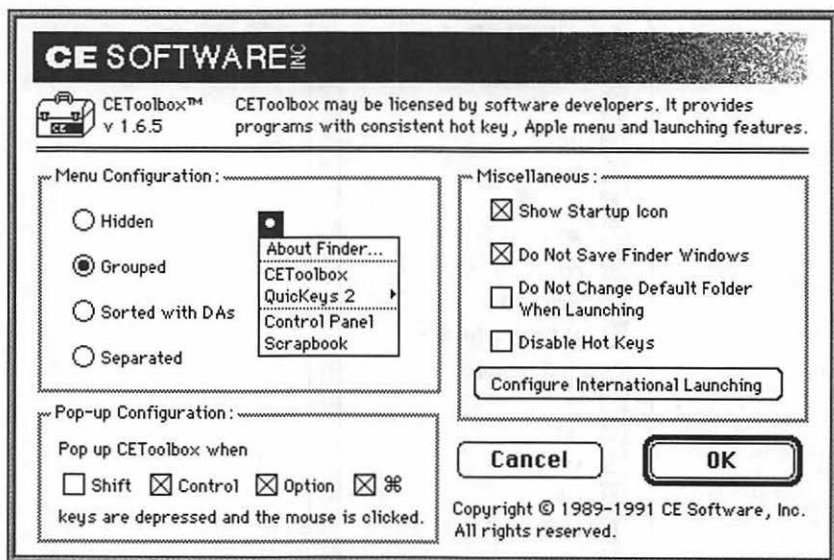 CE SOFTWARE INC
CEToolbox™
v 1.6.5
CEToolbox may be licensed by software developers. It provides
programs with consistent hot key, Apple menu and launching features.
Menu Configuration:
Hidden
Grouped
Sorted with DAs
Separated
About Finder...
CEToolbox
QuicKeys 2
Control Panel
Scrapbook
Miscellaneous:
Show Startup Icon
Do Not Save Finder Windows
Do Not Change Default Folder
When Launching
Disable Hot Keys
Configure International Launching
Pop-up Configuration:
Pop up CEToolbox when
Shift Control Option ⌘
keys are depressed and the mouse is clicked.
Cancel OK
Copyright © 1989-1991 CE Software, Inc.
All rights reserved.